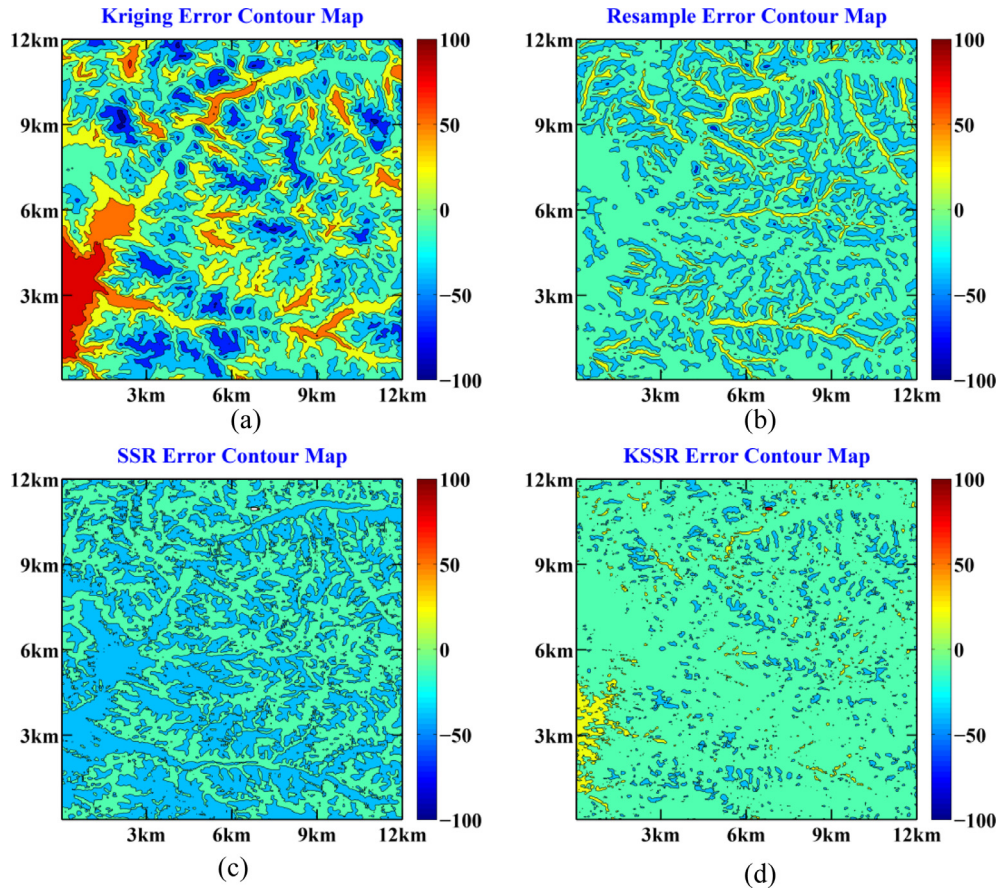 Kriging Error Contour Map
12km
9km
6km
3km
3km
6km
9km
12km
100
50
0
−50
−100
(a)
Resample Error Contour Map
12km
9km
6km
3km
3km
6km
9km
12km
100
50
0
−50
−100
(b)
SSR Error Contour Map
12km
9km
6km
3km
3km
6km
9km
12km
100
50
0
−50
−100
(c)
KSSR Error Contour Map
12km
9km
6km
3km
3km
6km
9km
12km
100
50
0
−50
−100
(d)